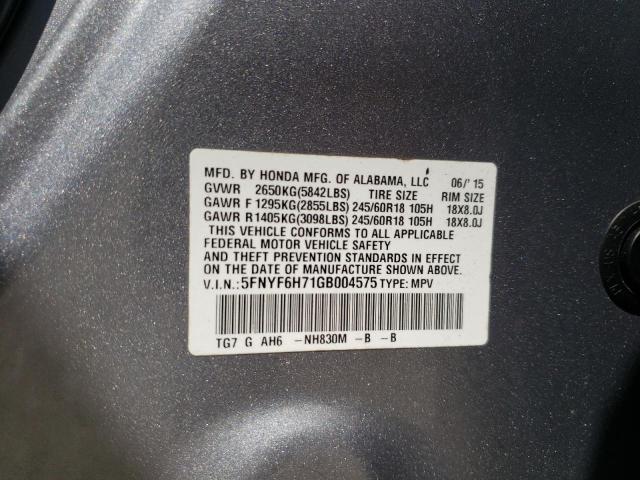 MFD. BY HONDA MFG. OF ALABAMA, LLC 06/'15
GVWR 2650KG(5842LBS) TIRE SIZE RIM SIZE
GAWR F 1295KG(2855LBS) 245/60R18 105H 18X8.0J
GAWR R1405KG(3098LBS) 245/60R18 105H 18X8.0J
THIS VEHICLE CONFORMS TO ALL APPLICABLE
FEDERAL MOTOR VEHICLE SAFETY
AND THEFT PREVENTION STANDARDS IN EFFECT
ON THE DATE OF MANUFACTURE SHOWN ABOVE.
V.I.N.: 5FNYF6H71GB004575 TYPE: MPV
TG7 G AH6 -NH830M -B -B